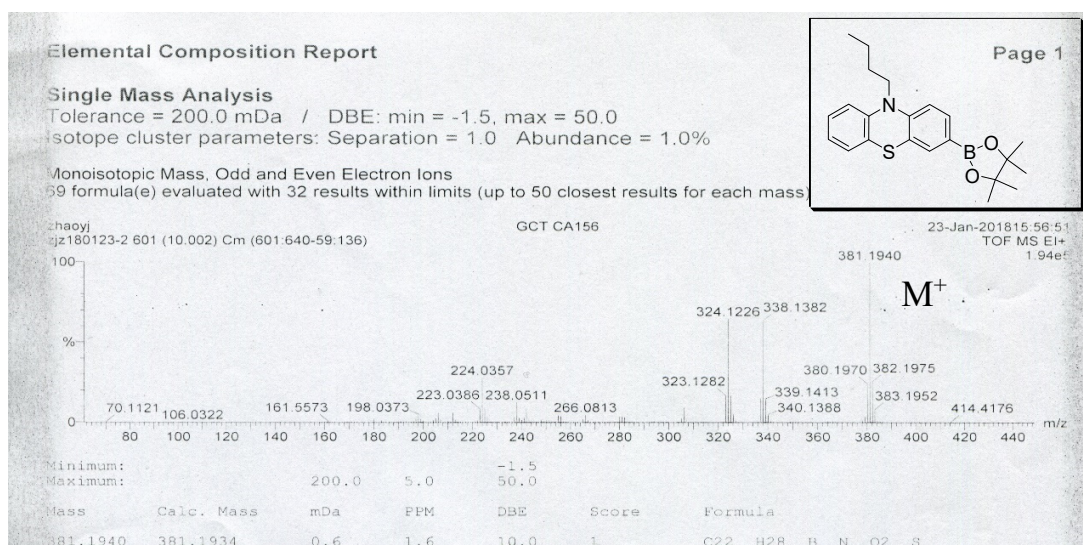 Elemental Composition Report
Page 1
Single Mass Analysis
Tolerance = 200.0 mDa / DBE: min = -1.5, max = 50.0
Isotope cluster parameters: Separation = 1.0 Abundance = 1.0%
Monoisotopic Mass, Odd and Even Electron Ions
69 formula(e) evaluated with 32 results within limits (up to 50 closest results for each mass)
N
S
B
O
O
zhaoyj
GCT CA156
23-Jan-201815:56:51
zjz180123-2 601 (10.002) Cm (601:640-59:136)
TOF MS EI+
1.94e
100
381.1940
M+
324.1226
338.1382
%
224.0357
380.1970
382.1975
323.1282
223.0386
238.0511
339.1413
383.1952
70.1121
106.0322
161.5573
198.0373
266.0813
340.1388
414.4176
0
m/z
80 100 120 140 160 180 200 220 240 260 280 300 320 340 360 380 400 420 440
Minimum: -1.5
Maximum: 200.0 5.0 50.0
Mass Calc. Mass mDa PPM DBE Score Formula
381.1940 381.1934 0.6 1.6 10.0 1 C22 H28 B N O2 S